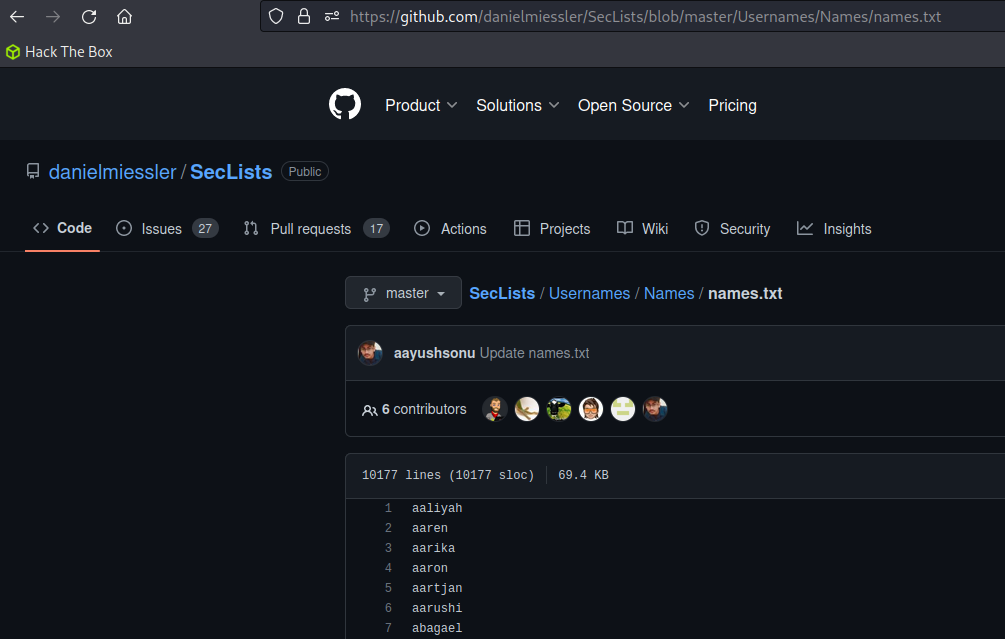 https://github.com/danielmiessler/SecLists/blob/master/Usernames/Names/names.txt
Hack The Box
Product Solutions Open Source Pricing
danielmiessler / SecLists Public
<> Code Issues 27 Pull requests 17 Actions Projects Wiki Security Insights
master SecLists / Usernames / Names / names.txt
aayushsonu Update names.txt
6 contributors
10177 lines (10177 sloc) 69.4 KB
1 aaliyah
2 aaren
3 aarika
4 aaron
5 aartjan
6 aarushi
7 abagael